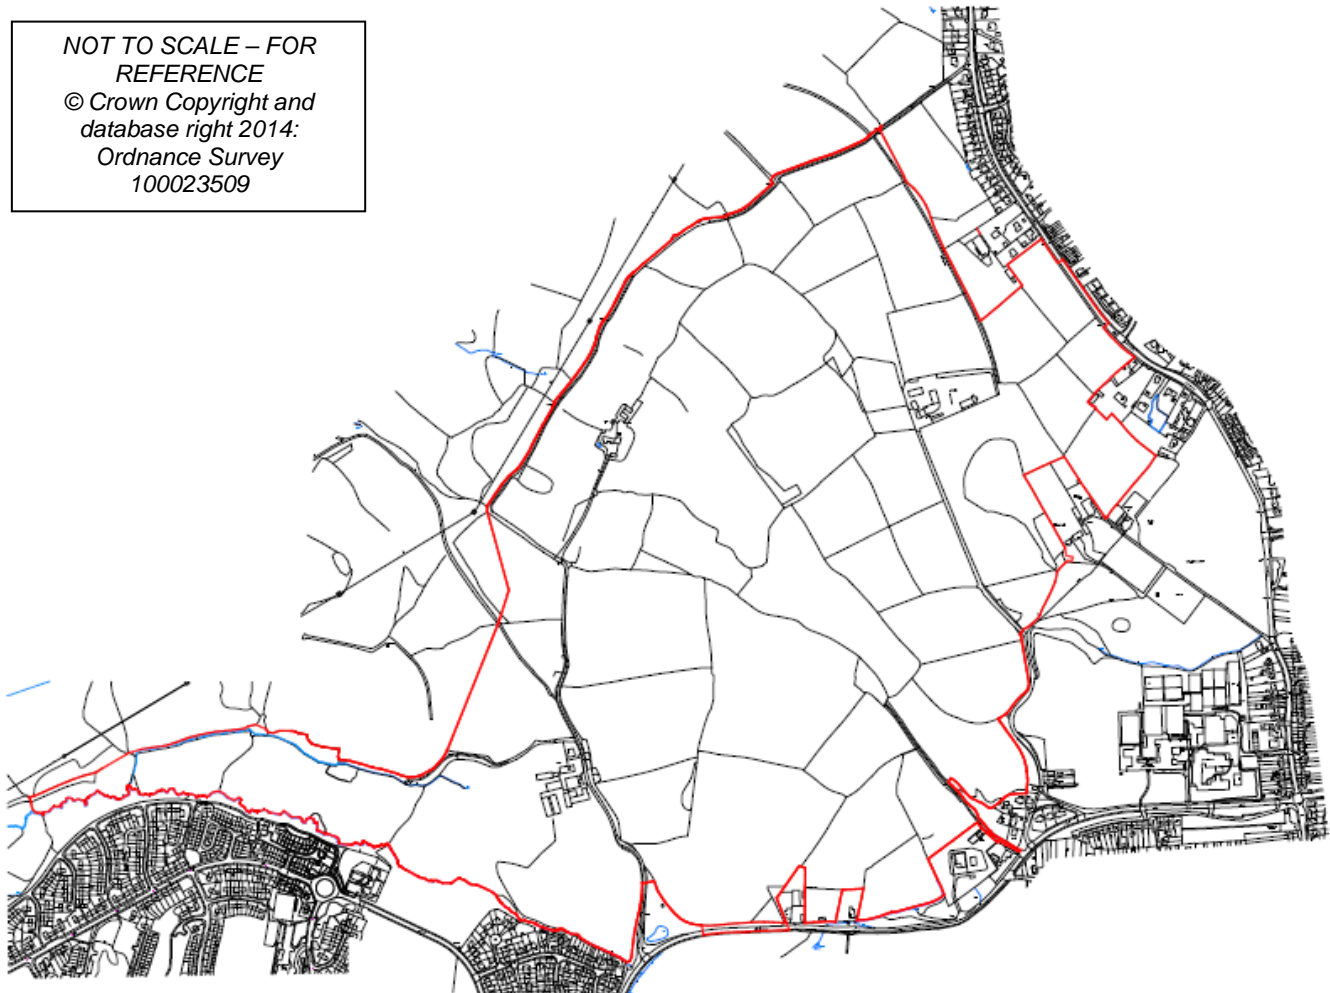 NOT TO SCALE – FOR
REFERENCE
© Crown Copyright and
database right 2014:
Ordnance Survey
100023509